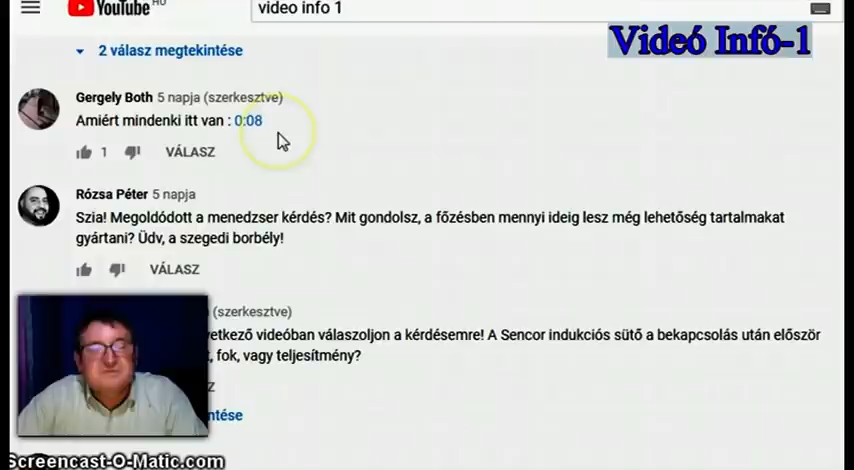 YouTube HU
video info 1
Videó Infó-1
2 válasz megtekintése
Gergely Both 5 napja (szerkesztve)
Amiért mindenki itt van : 0:08
1 VÁLASZ
Rózsa Péter 5 napja
Szia! Megoldódott a menedzser kérdés? Mit gondolsz, a főzésben mennyi ideig lesz még lehetőség tartalmakat
gyártani? Üdv, a szegedi borbély!
VÁLASZ
(szerkesztve)
videóban válaszoljon a kérdésemre! A Sencor indukciós sütő a bekapcsolás után először
fok, vagy teljesítmény?
Screencast-O-Matic.com